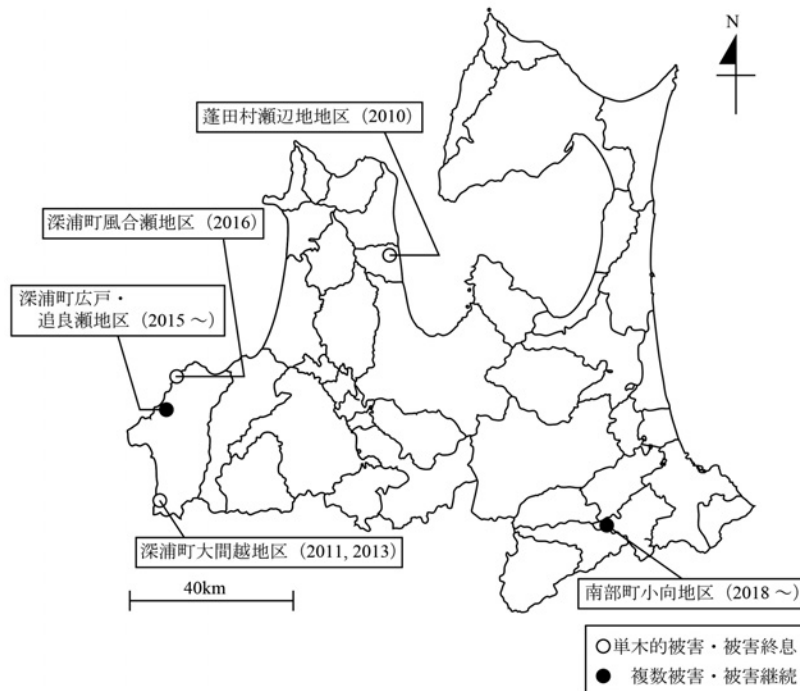 N
蓬田村瀬辺地地区（2010）
深浦町風合瀬地区（2016）
深浦町広戸・
追良瀬地区（2015～）
深浦町大間越地区（2011, 2013）
40km
南部町小向地区（2018～）
○単木的被害・被害終息
● 複数被害・被害継続